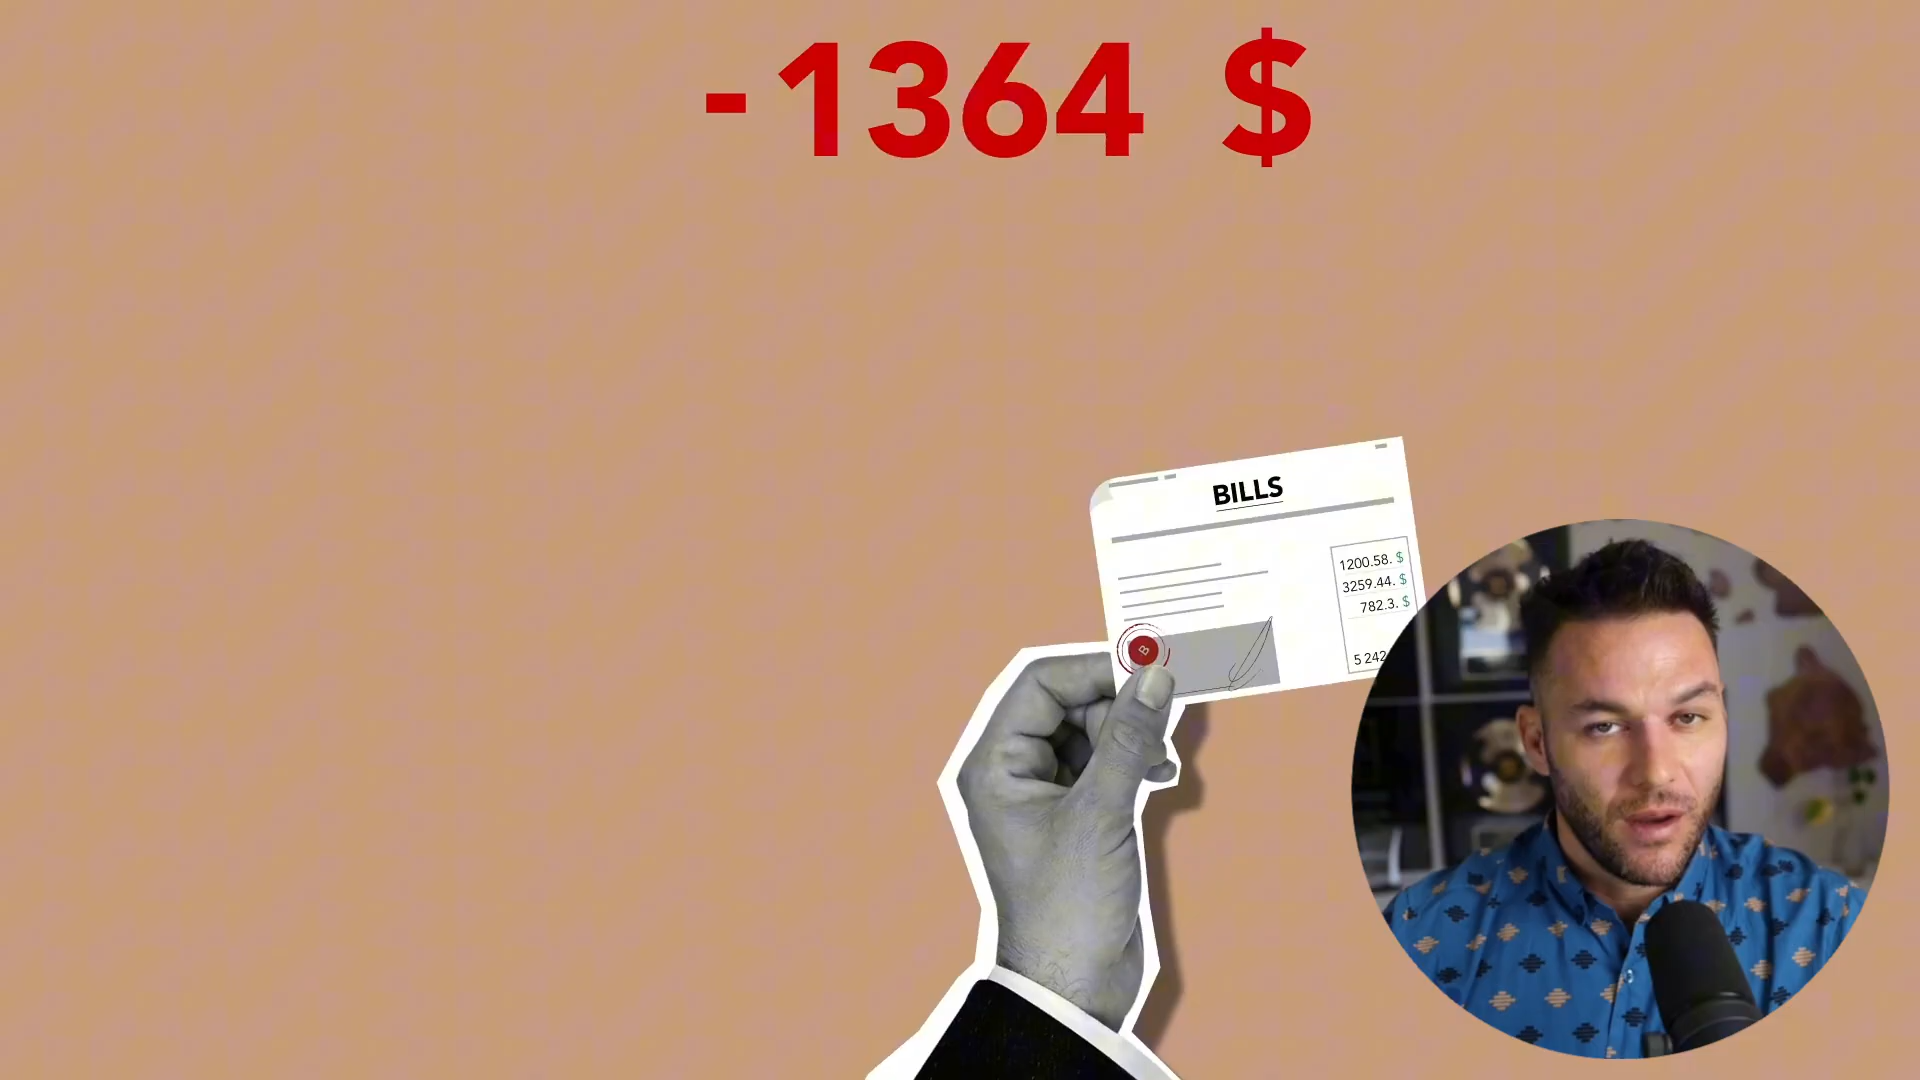 -1364 $
BILLS
1200.58. $
3259.44. $
782.3. $
5 242
B